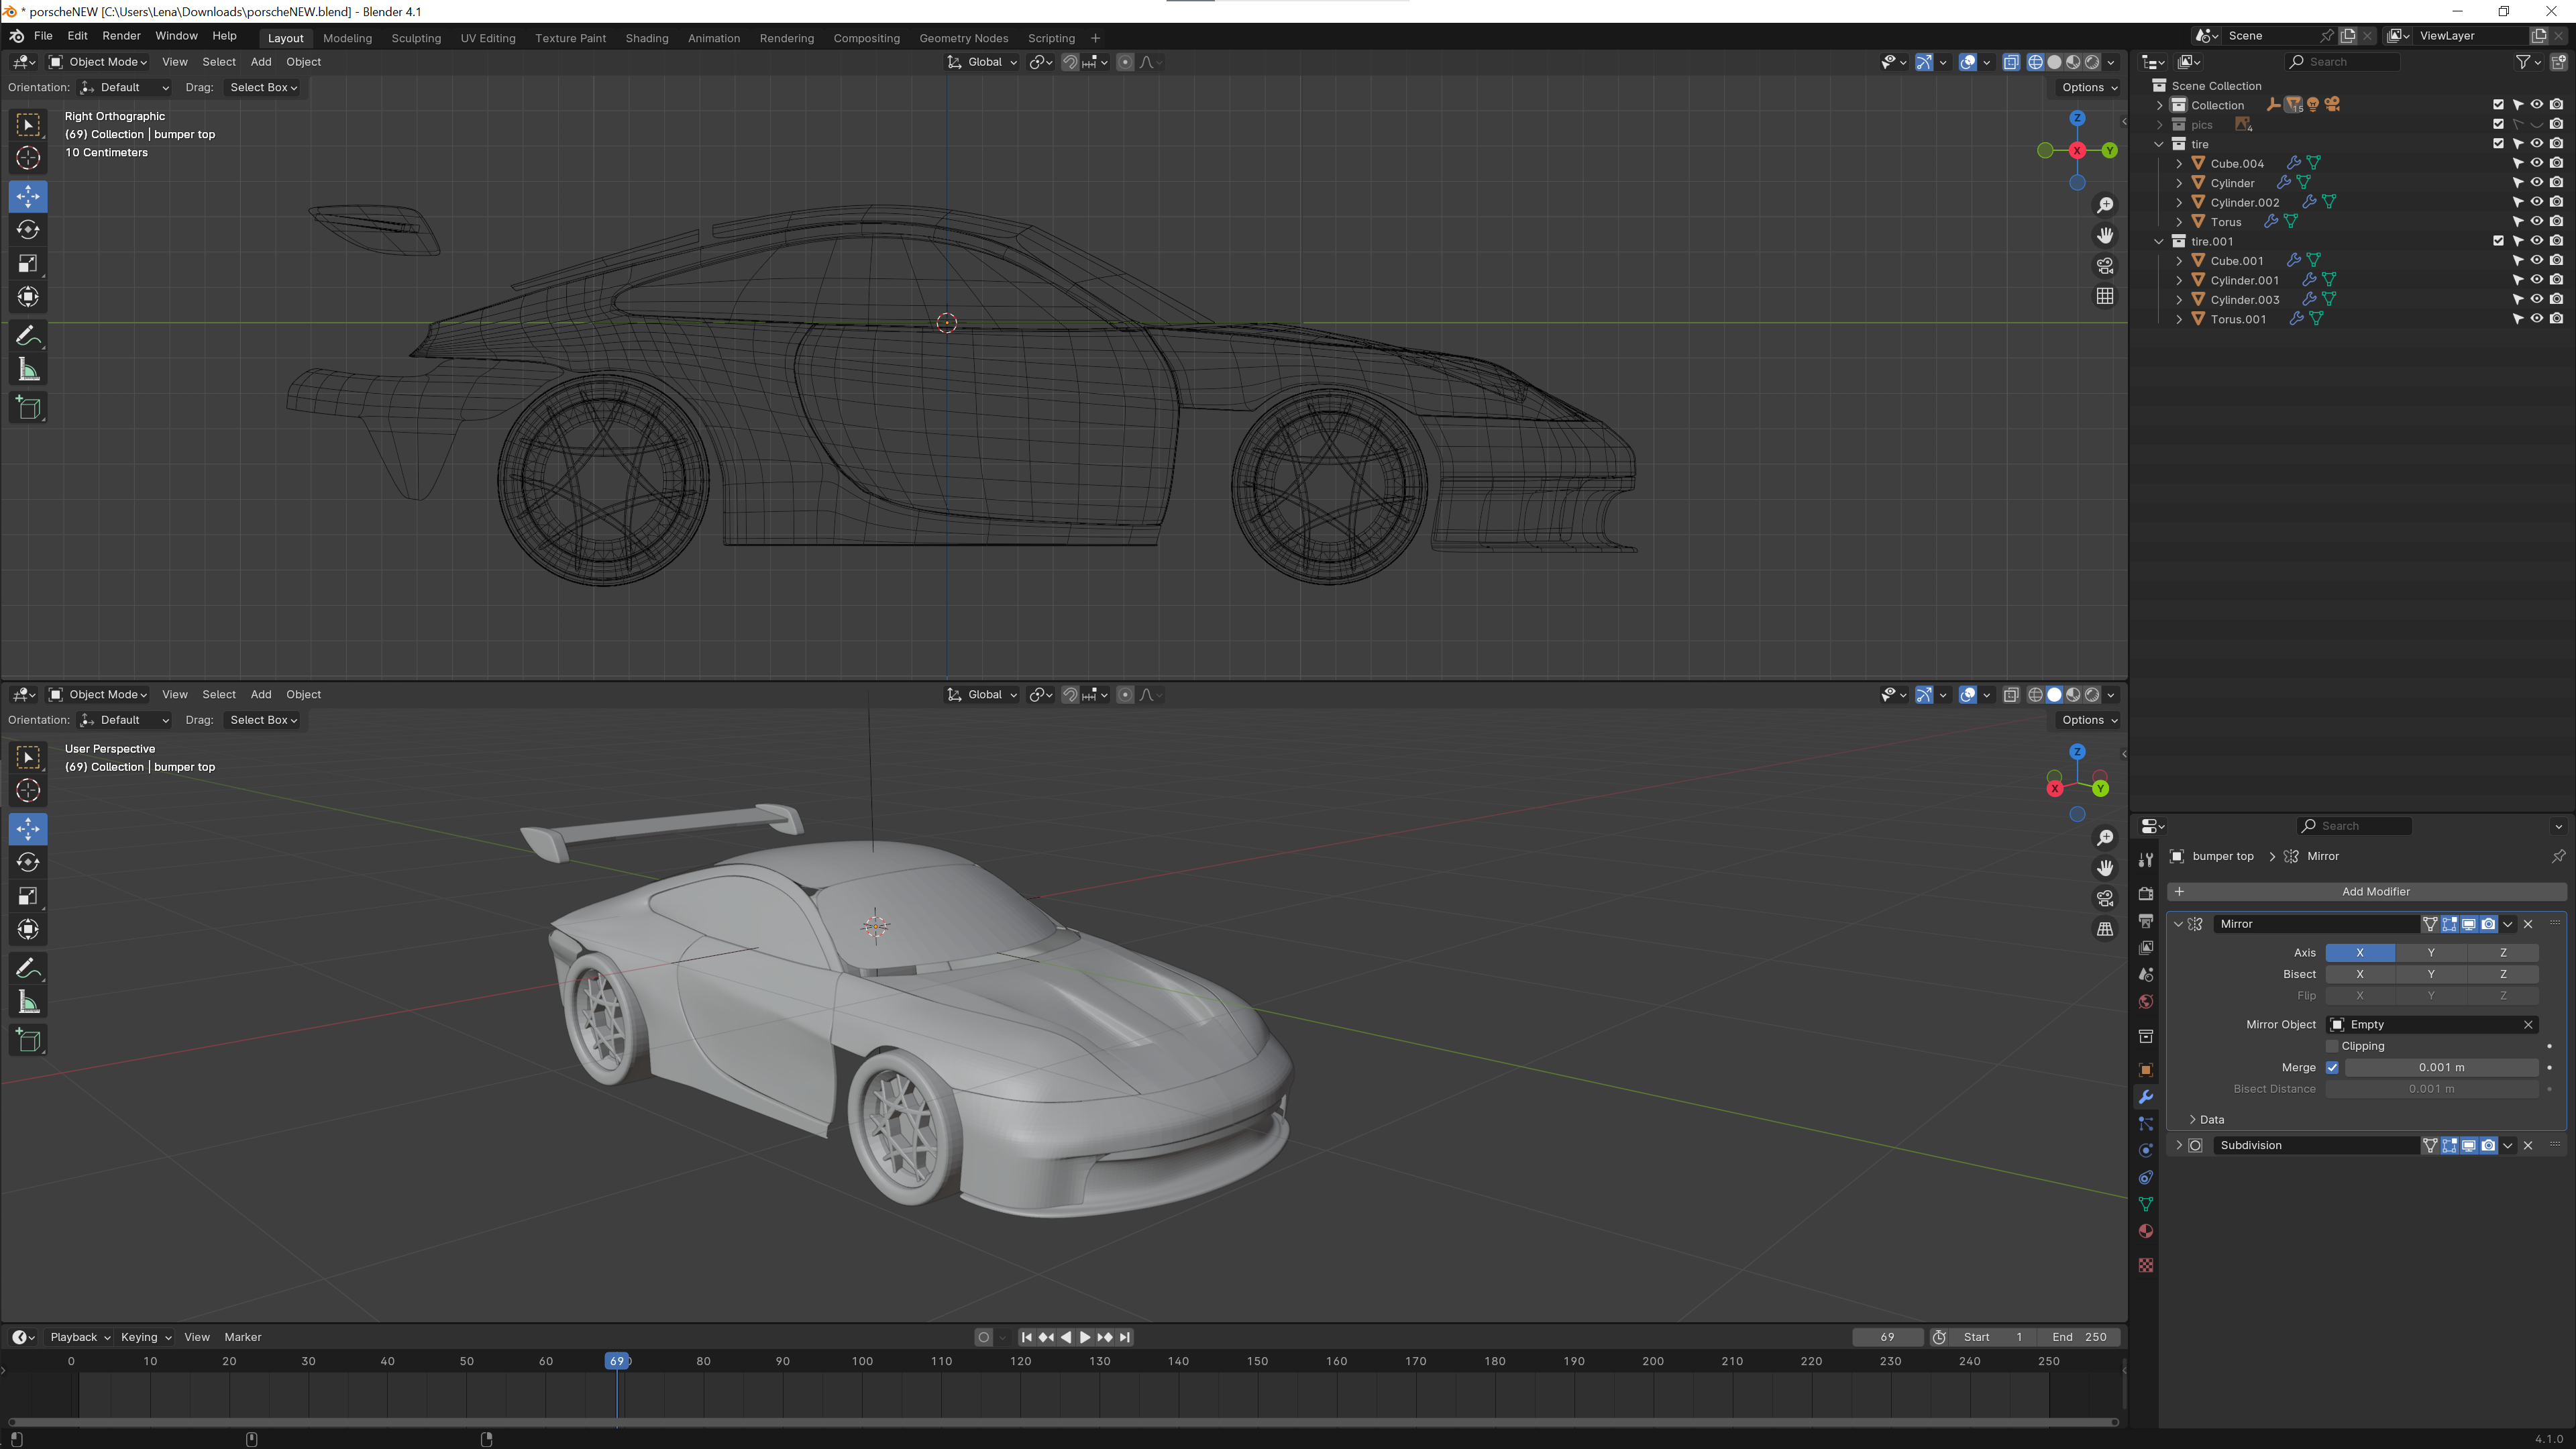 * porscheNEW [C:\Users\Lena\Downloads\porscheNEW.blend] - Blender 4.1
File Edit Render Window Help Layout Modeling Sculpting UV Editing Texture Paint Shading Animation Rendering Compositing Geometry Nodes Scripting + Scene ViewLayer
Object Mode View Select Add Object Global Search
Orientation: Default Drag: Select Box Options
Scene Collection
Collection 15
pics 4
tire
Cube.004
Cylinder
Cylinder.002
Torus
tire.001
Cube.001
Cylinder.001
Cylinder.003
Torus.001
Right Orthographic
(69) Collection | bumper top
10 Centimeters
Z
X
Y
Object Mode View Select Add Object Global
Orientation: Default Drag: Select Box Options
User Perspective
(69) Collection | bumper top
Z
X
Y
Search
bumper top > Mirror
+ Add Modifier
Mirror
Axis X Y Z
Bisect X Y Z
Flip X Y Z
Mirror Object Empty
Clipping
Merge 0.001 m
Bisect Distance 0.001 m
Data
Subdivision
Playback Keying View Marker 69 Start 1 End 250
0 10 20 30 40 50 60 69 80 90 100 110 120 130 140 150 160 170 180 190 200 210 220 230 240 250
4.1.0